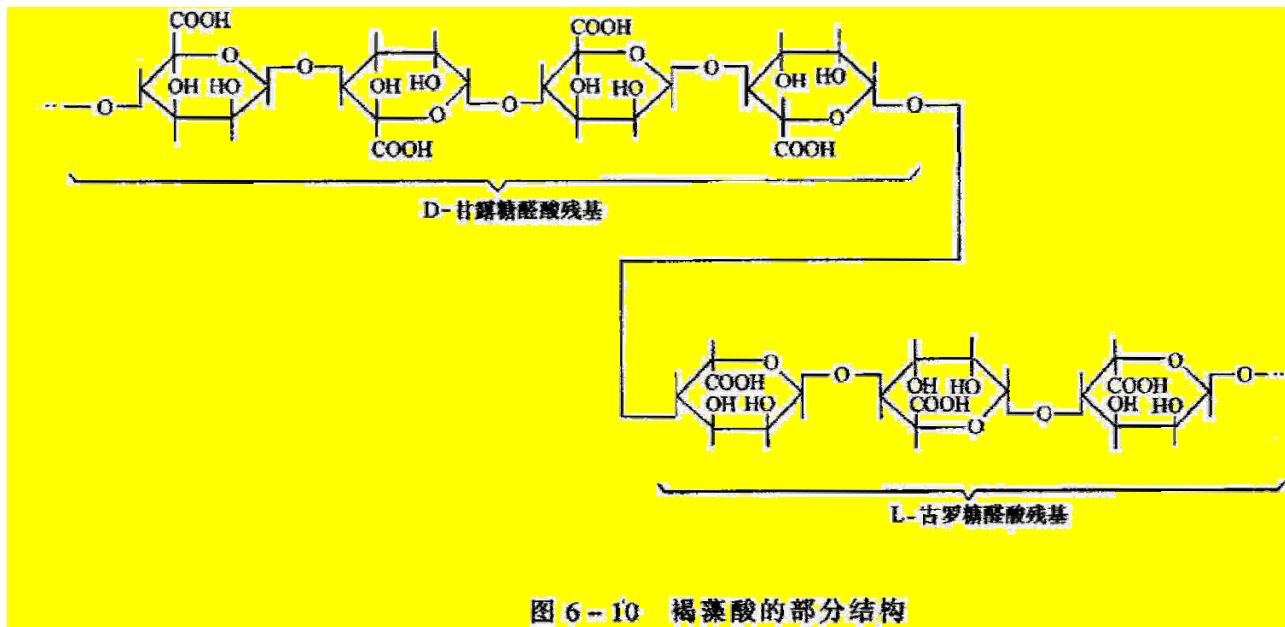 COOH COOH
O O OH HO O OH HO
OH HO O OH HO O
O O O O
COOH COOH
D-甘露糖醛酸残基
O O O O
COOH OH HO COOH
OH HO COOH OH HO
O O
L-古罗糖醛酸残基
图 6-10 褐藻酸的部分结构